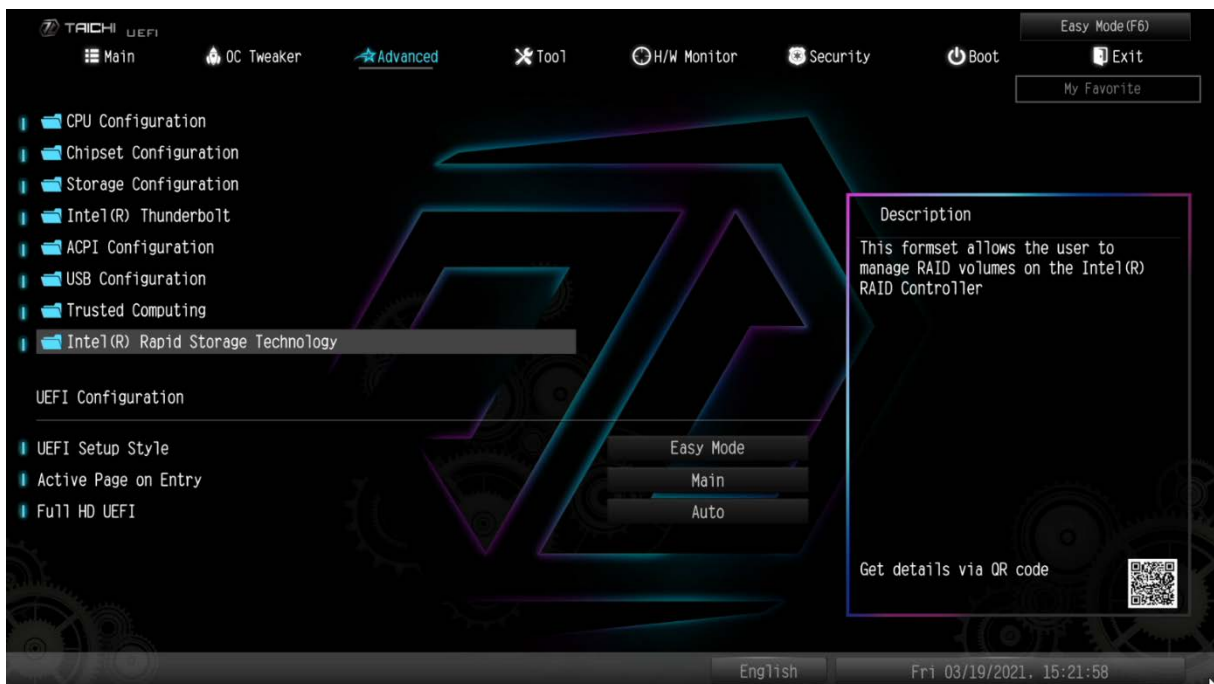 TAICHI UEFI
Easy Mode(F6)
Main OC Tweaker Advanced Tool H/W Monitor Security Boot Exit
My Favorite
CPU Configuration
Chipset Configuration
Storage Configuration
Intel(R) Thunderbolt
ACPI Configuration
USB Configuration
Trusted Computing
Intel(R) Rapid Storage Technology
UEFI Configuration
UEFI Setup Style Easy Mode
Active Page on Entry Main
Full HD UEFI Auto
Description
This formset allows the user to
manage RAID volumes on the Intel(R)
RAID Controller
Get details via QR code
English Fri 03/19/2021. 15:21:58